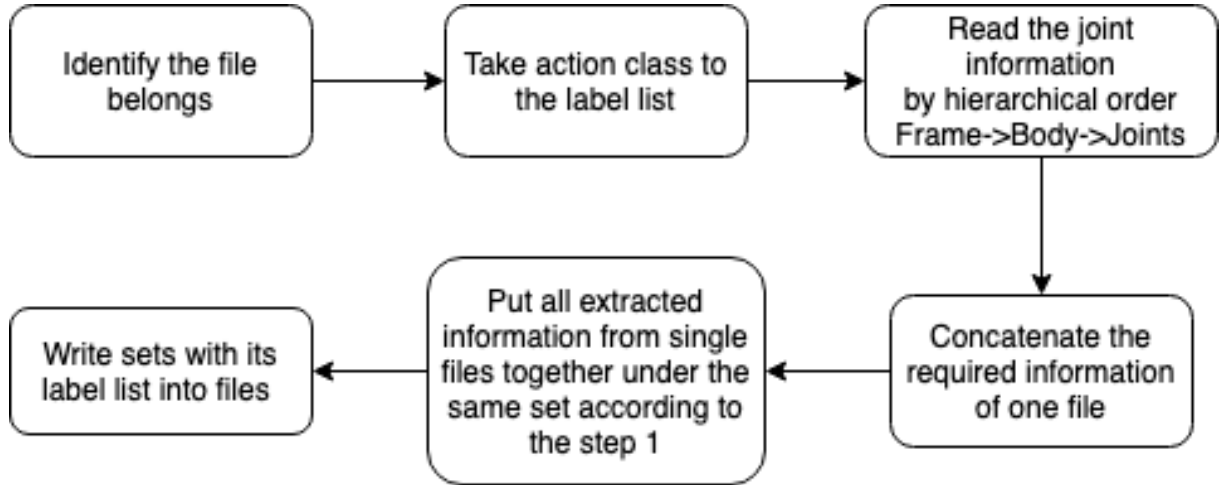 Identify the file
belongs
Take action class to
the label list
Read the joint
information
by hierarchical order
Frame->Body->Joints
Concatenate the
required information
of one file
Put all extracted
information from single
files together under the
same set according to
the step 1
Write sets with its
label list into files